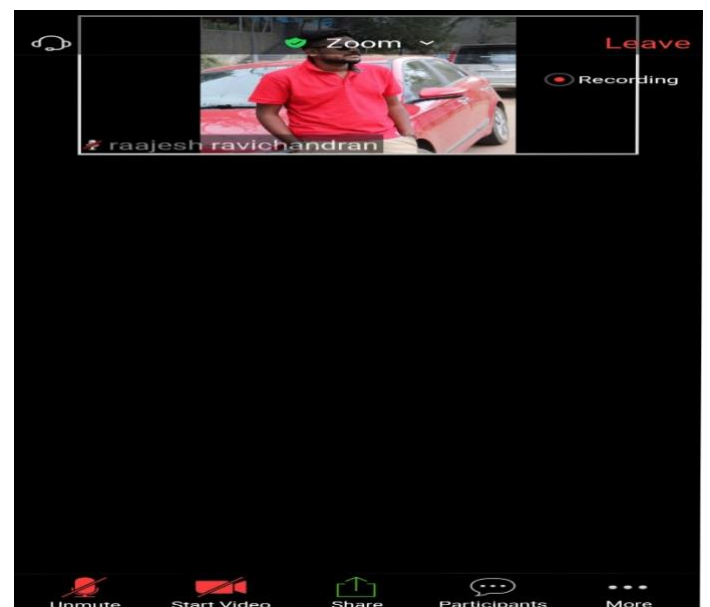 Zoom
Leave
Recording
raajesh ravichandran
Unmute
Start Video
Share
Participants
More